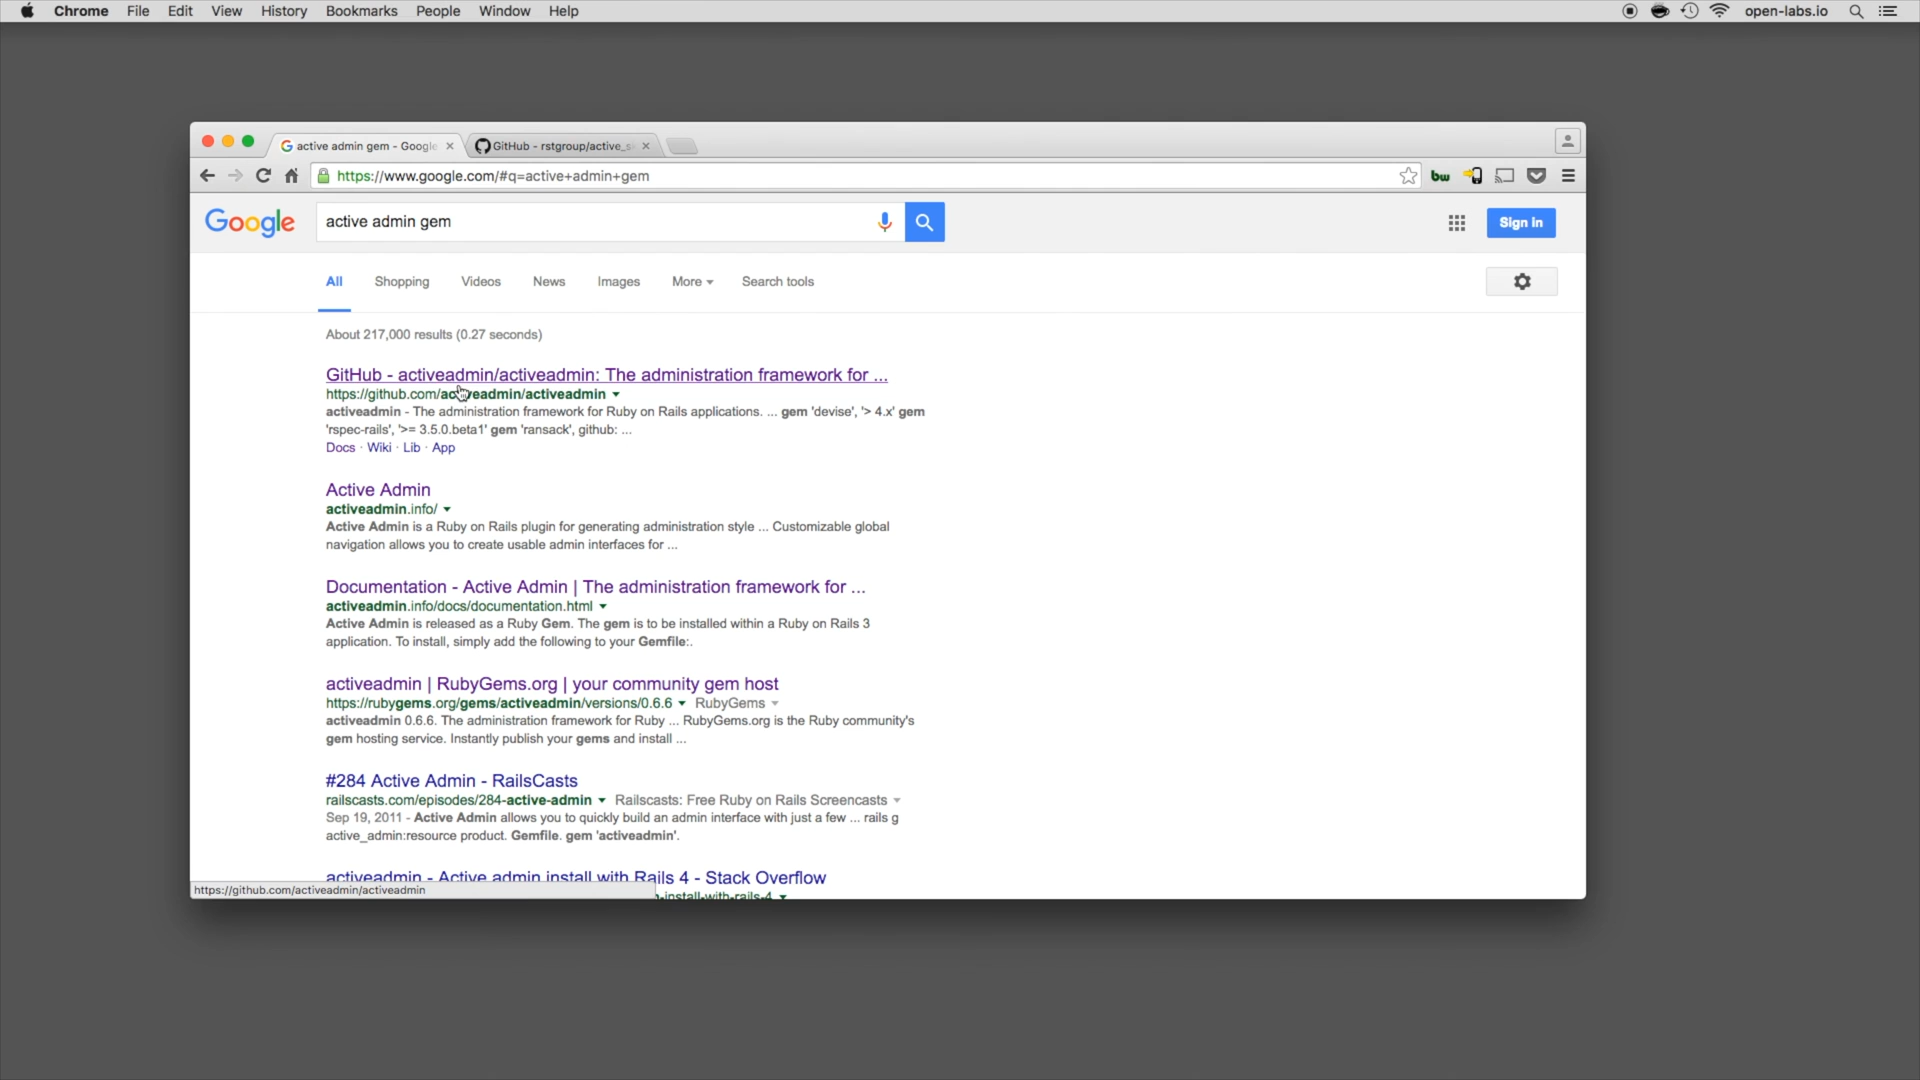 Chrome File Edit View History Bookmarks People Window Help open-labs.io
active admin gem - Google GitHub - rstgroup/active_s
https://www.google.com/#q=active+admin+gem bw
Google active admin gem Sign in
All Shopping Videos News Images More Search tools
About 217,000 results (0.27 seconds)
GitHub - activeadmin/activeadmin: The administration framework for ...
https://github.com/activeadmin/activeadmin
activeadmin - The administration framework for Ruby on Rails applications. ... gem 'devise', '> 4.x' gem
'rspec-rails', '>= 3.5.0.beta1' gem 'ransack', github: ...
Docs · Wiki · Lib · App
Active Admin
activeadmin.info/
Active Admin is a Ruby on Rails plugin for generating administration style ... Customizable global
navigation allows you to create usable admin interfaces for ...
Documentation - Active Admin | The administration framework for ...
activeadmin.info/docs/documentation.html
Active Admin is released as a Ruby Gem. The gem is to be installed within a Ruby on Rails 3
application. To install, simply add the following to your Gemfile:.
activeadmin | RubyGems.org | your community gem host
https://rubygems.org/gems/activeadmin/versions/0.6.6 RubyGems
activeadmin 0.6.6. The administration framework for Ruby ... RubyGems.org is the Ruby community's
gem hosting service. Instantly publish your gems and install ...
#284 Active Admin - RailsCasts
railscasts.com/episodes/284-active-admin Railscasts: Free Ruby on Rails Screencasts
Sep 19, 2011 - Active Admin allows you to quickly build an admin interface with just a few ... rails g
active_admin:resource product. Gemfile. gem 'activeadmin'.
activeadmin - Active admin install with Rails 4 - Stack Overflow
https://github.com/activeadmin/activeadmin
-install-with-rails-4